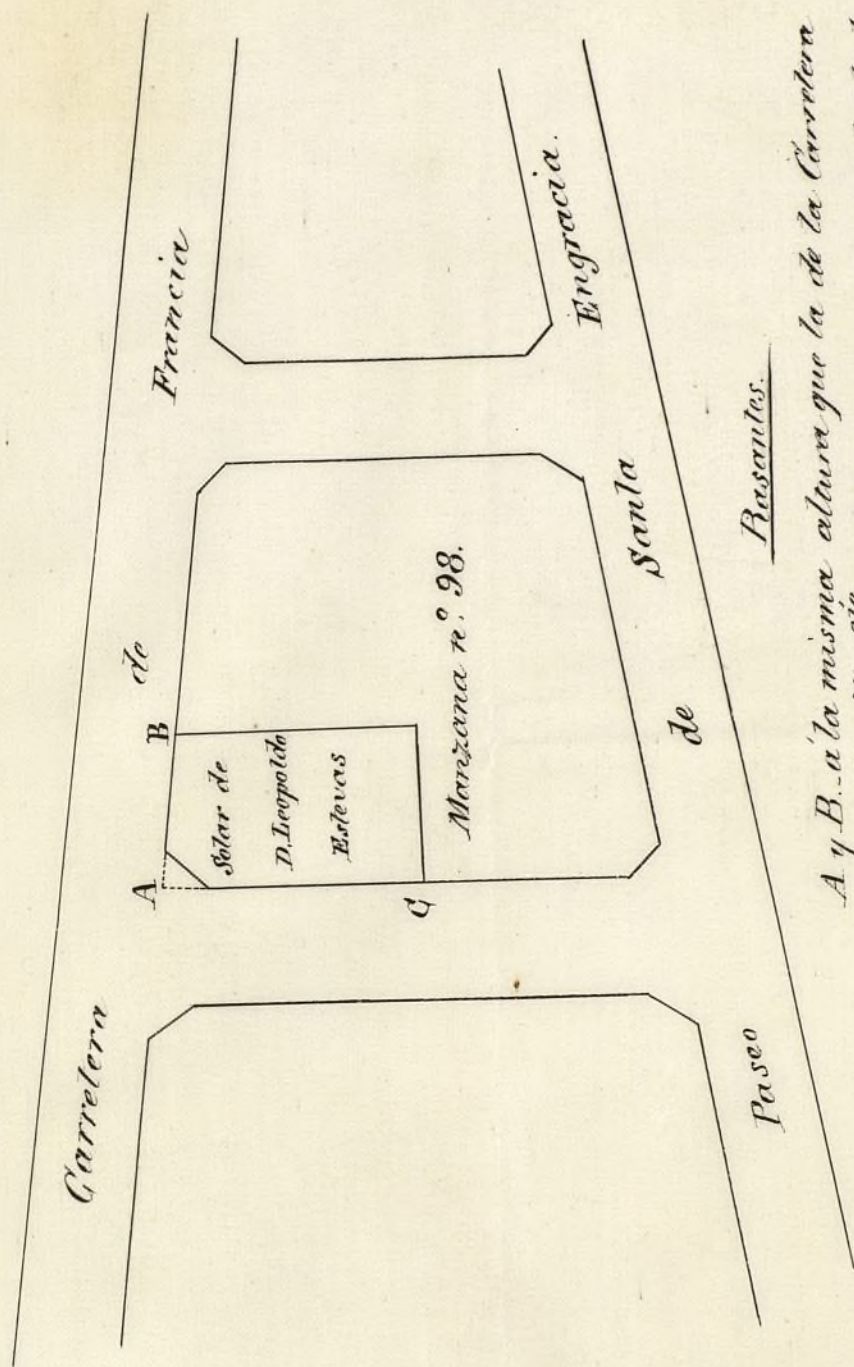 Carretera de Francia
A
B
Solar de
D. Leopoldo
Estevas
C
Manzana n.º 98.
Paseo de Santa Engracia.
Rasantes.
A y B._ á la misma altura que la de la Carretera